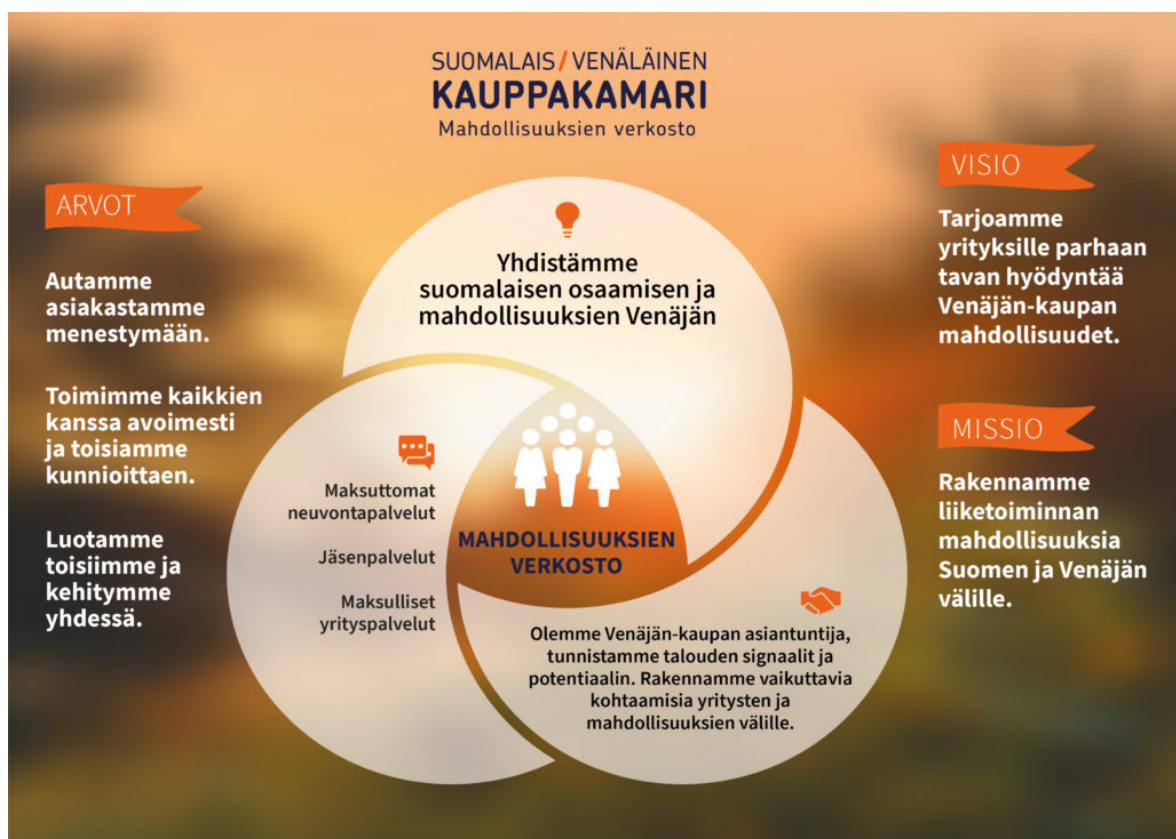 SUOMALAIS/VENÄLÄINEN
KAUPPAKAMARI
Mahdollisuuksien verkosto
ARVOT
Autamme
asiakastamme
menestymään.
Toimimme kaikkien
kanssa avoimesti
ja toisiamme
kunnioittaen.
Luotamme
toisiimme ja
kehitymme
yhdessä.
Yhdistämme
suomalaisen osaamisen ja
mahdollisuuksien Venäjän
Maksuttomat
neuvontapalvelut
Jäsenpalvelut
Maksulliset
yrityspalvelut
MAHDOLLISUUKSIEN
VERKOSTO
Olemme Venäjän-kaupan asiantuntija,
tunnistamme talouden signaalit ja
potentiaalin. Rakennamme vaikuttavia
kohtaamisia yritysten ja
mahdollisuuksien välille.
VISIO
Tarjoamme
yrityksille parhaan
tavan hyödyntää
Venäjän-kaupan
mahdollisuudet.
MISSIO
Rakennamme
liiketoiminnan
mahdollisuuksia
Suomen ja Venäjän
välille.